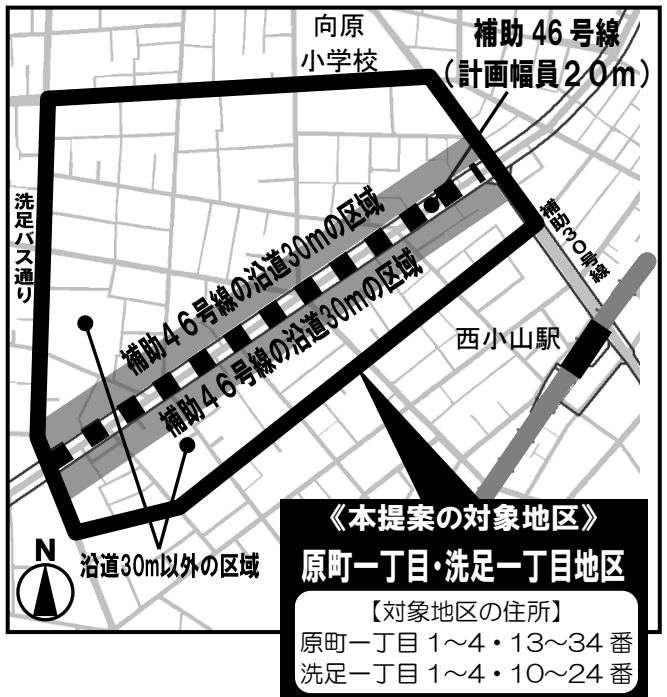 向原
小学校
補助46号線
(計画幅員20m)
洗足バス通り
補助46号線の沿道30mの区域
補助46号線の沿道30mの区域
補助30号線
西小山駅
沿道30m以外の区域
N
《本提案の対象地区》
原町一丁目・洗足一丁目地区
【対象地区の住所】
原町一丁目1~4・13~34番
洗足一丁目1~4・10~24番